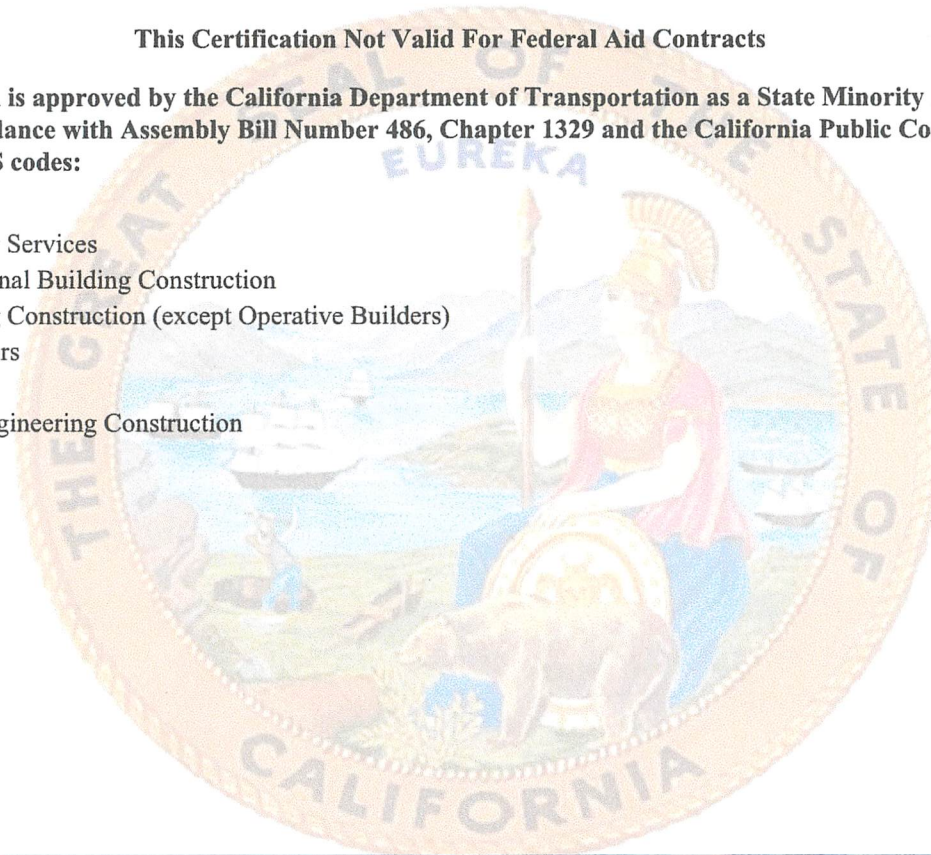 This Certification Not Valid For Federal Aid Contracts
is approved by the California Department of Transportation as a State Minority
lance with Assembly Bill Number 486, Chapter 1329 and the California Public Co
S codes:
Services
nal Building Construction
Construction (except Operative Builders)
rs
gineering Construction
THE GREAT SEAL OF THE STATE OF CALIFORNIA
EUREKA